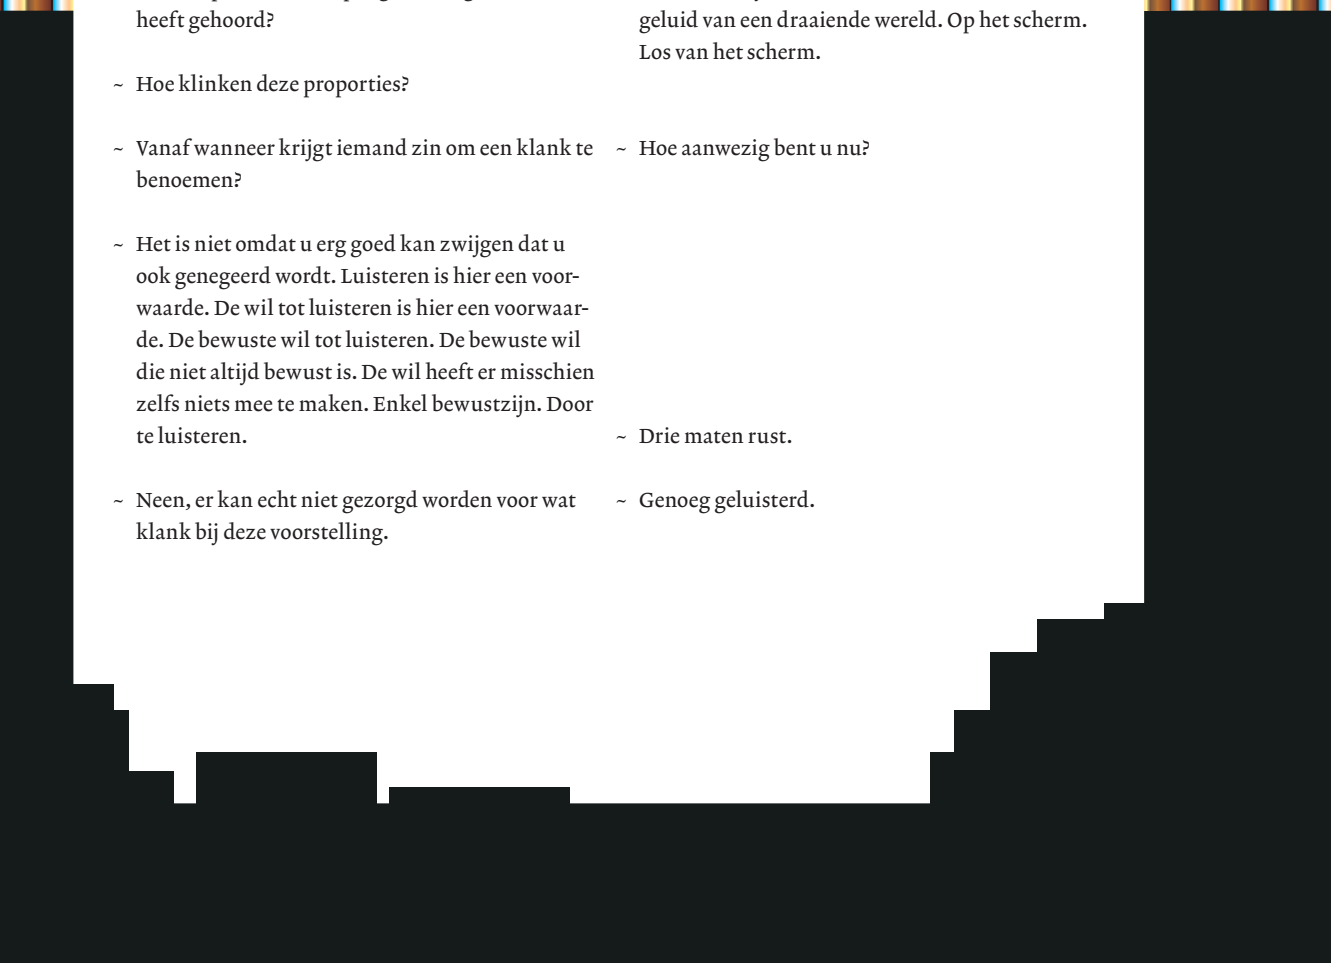 heeft gehoord?
~ Hoe klinken deze proporties?
~ Vanaf wanneer krijgt iemand zin om een klank te
benoemen?
~ Het is niet omdat u erg goed kan zwijgen dat u
ook genegeerd wordt. Luisteren is hier een voor-
waarde. De wil tot luisteren is hier een voorwaar-
de. De bewuste wil tot luisteren. De bewuste wil
die niet altijd bewust is. De wil heeft er misschien
zelfs niets mee te maken. Enkel bewustzijn. Door
te luisteren.
~ Neen, er kan echt niet gezorgd worden voor wat
klank bij deze voorstelling.
geluid van een draaiende wereld. Op het scherm.
Los van het scherm.
~ Hoe aanwezig bent u nu?
~ Drie maten rust.
~ Genoeg geluisterd.